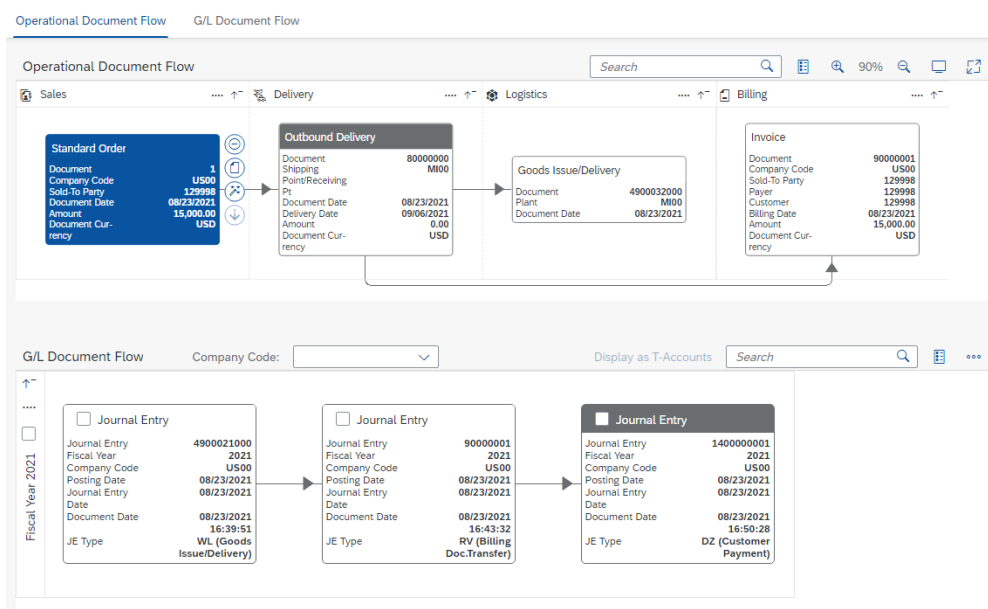 Operational Document Flow G/L Document Flow
Operational Document Flow Search 90%
Sales Delivery Logistics Billing
Standard Order
Document 1
Company Code US00
Sold-To Party 129998
Document Date 08/23/2021
Amount 15,000.00
Document Cur- USD
rency
Outbound Delivery
Document 80000000
Shipping MI00
Point/Receiving
Pt
Document Date 08/23/2021
Delivery Date 09/06/2021
Amount 0.00
Document Cur- USD
rency
Goods Issue/Delivery
Document 4900032000
Plant MI00
Document Date 08/23/2021
Invoice
Document 90000001
Company Code US00
Sold-To Party 129998
Payer 129998
Customer 129998
Billing Date 08/23/2021
Amount 15,000.00
Document Cur- USD
rency
G/L Document Flow Company Code: Display as T-Accounts Search
Fiscal Year 2021
Journal Entry
Journal Entry 4900021000
Fiscal Year 2021
Company Code US00
Posting Date 08/23/2021
Journal Entry 08/23/2021
Date
Document Date 08/23/2021
16:39:51
JE Type WL (Goods
Issue/Delivery)
Journal Entry
Journal Entry 90000001
Fiscal Year 2021
Company Code US00
Posting Date 08/23/2021
Journal Entry 08/23/2021
Date
Document Date 08/23/2021
16:43:32
JE Type RV (Billing
Doc.Transfer)
Journal Entry
Journal Entry 1400000001
Fiscal Year 2021
Company Code US00
Posting Date 08/23/2021
Journal Entry 08/23/2021
Date
Document Date 08/23/2021
16:50:28
JE Type DZ (Customer
Payment)